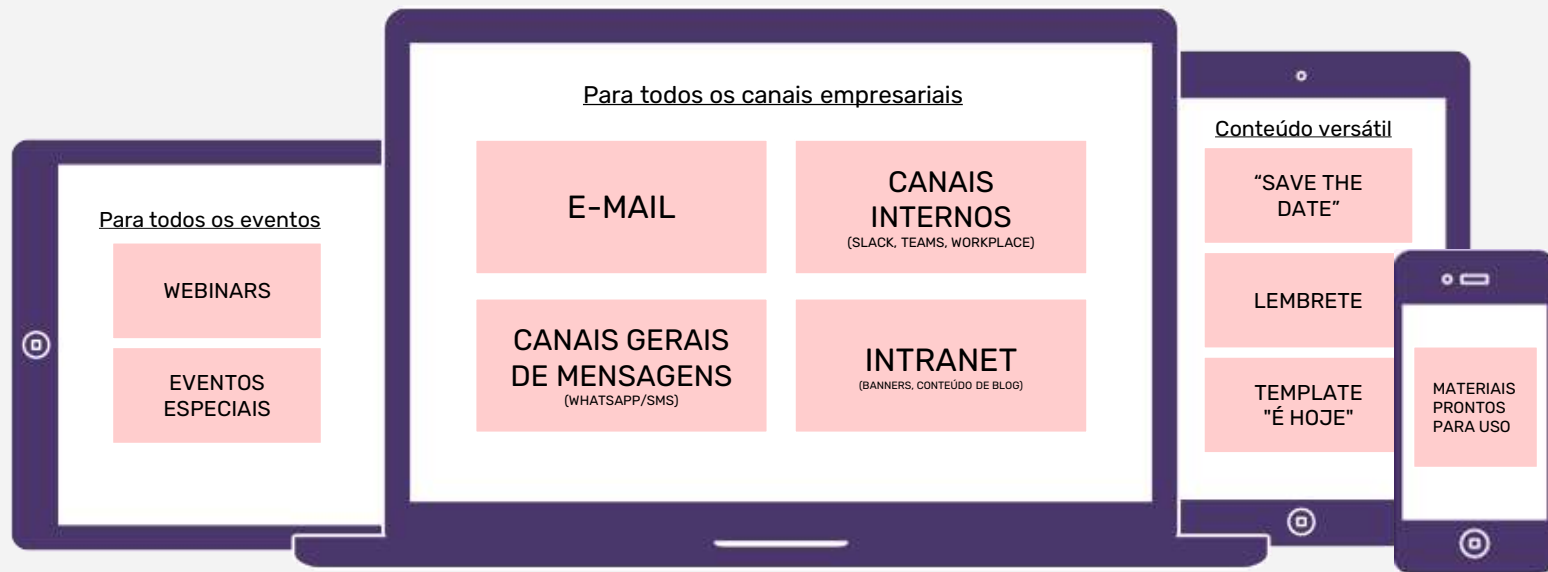 Para todos os eventos
WEBINARS
EVENTOS
ESPECIAIS
Para todos os canais empresariais
E-MAIL
CANAIS
INTERNOS
(SLACK, TEAMS, WORKPLACE)
CANAIS GERAIS
DE MENSAGENS
(WHATSAPP/SMS)
INTRANET
(BANNERS, CONTEÚDO DE BLOG)
Conteúdo versátil
“SAVE THE
DATE”
LEMBRETE
TEMPLATE
"É HOJE"
MATERIAIS
PRONTOS
PARA USO